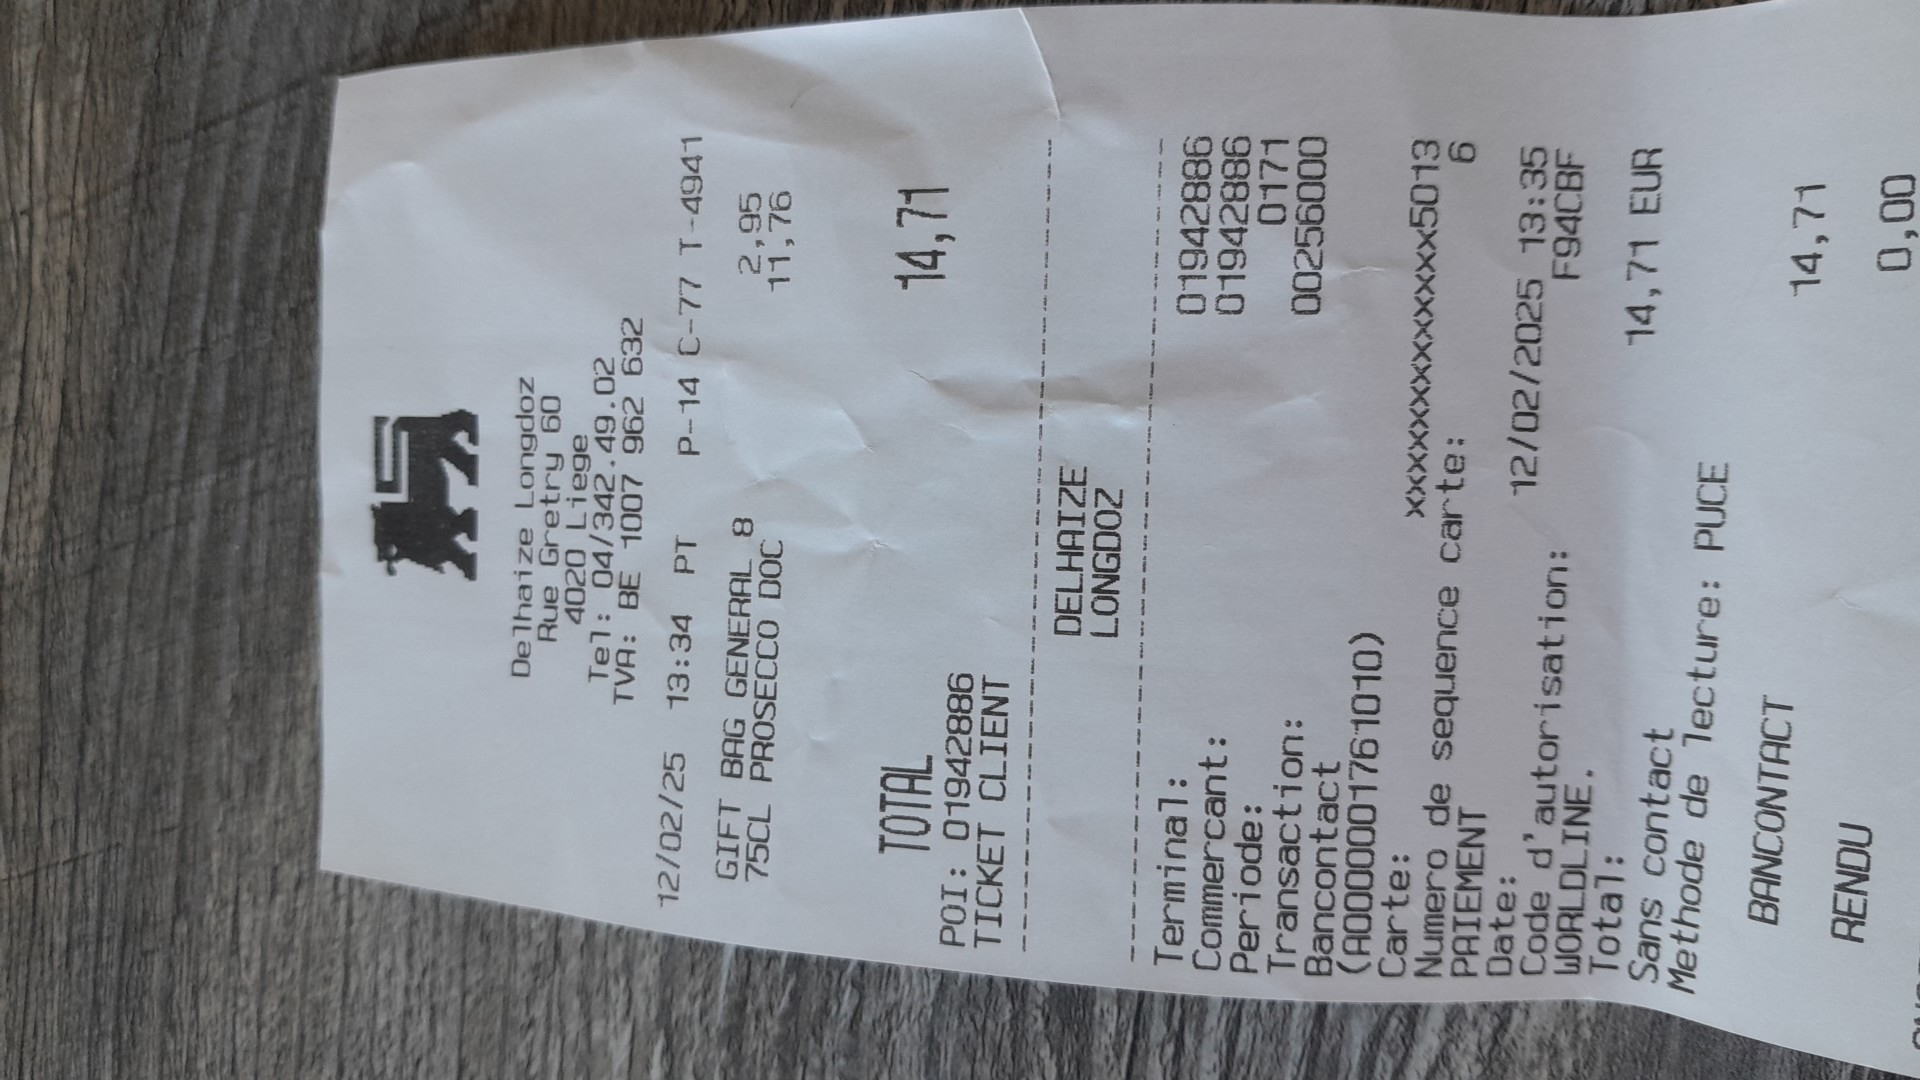 Delhaize Longdoz
Rue Gretry 60
4020 Liege
Tel: 04/342.49.02
TVA: BE 1007 962 632
12/02/25 13:34 PT P-14 C-77 T-4941
GIFT BAG GENERAL 8 2,95
75CL PROSECCO DOC 11,76
TOTAL 14,71
POI: 01942886
TICKET CLIENT
DELHAIZE
LONGDOZ
Terminal: 01942886
Commercant: 01942886
Periode: 0171
Transaction: 00256000
Bancontact
(A0000001761010)
Carte: xxxxxxxxxxxxxxx5013
Numero de sequence carte: 6
PAIEMENT
Date: 12/02/2025 13:35
Code d'autorisation: F94CBF
WORLDLINE.
Total: 14,71 EUR
Sans contact
Methode de lecture: PUCE
BANCONTACT 14,71
RENDU 0,00